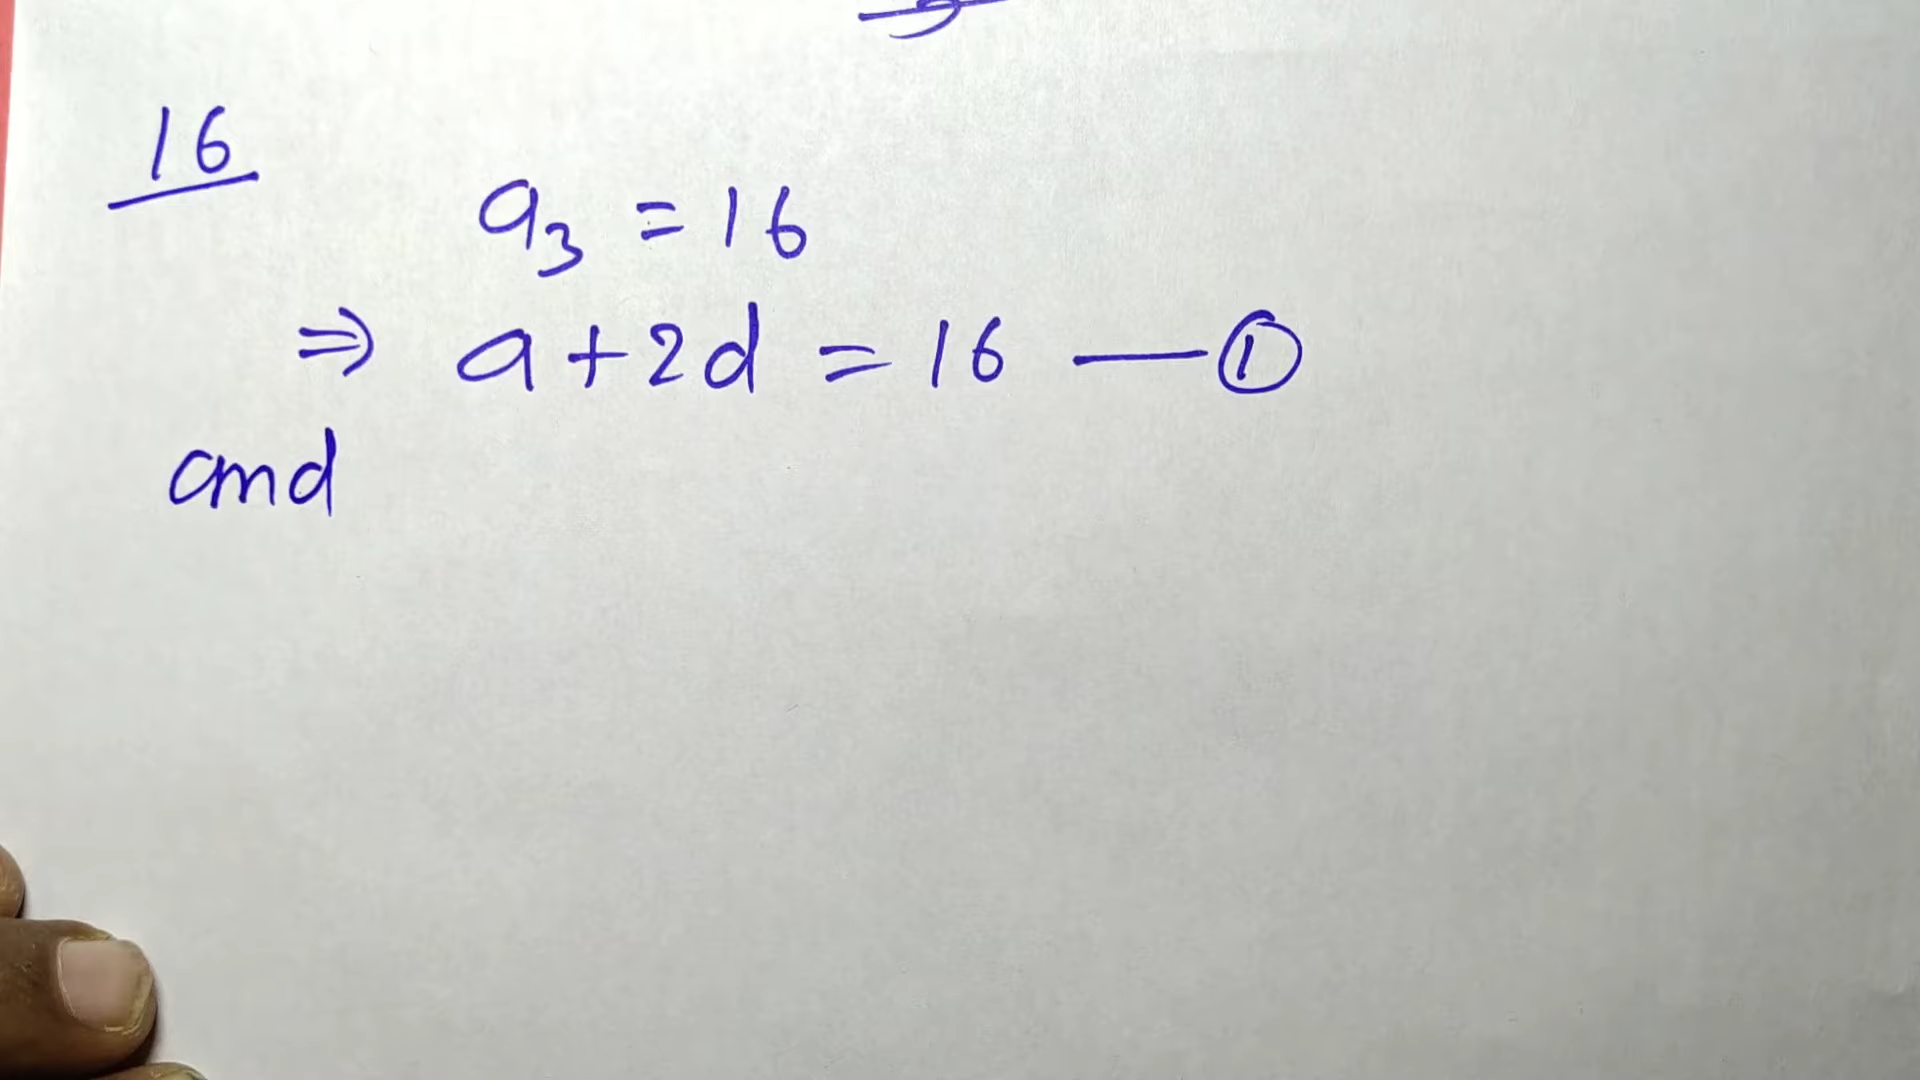 16
a₃ = 16
⇒ a + 2d = 16 — ①
and